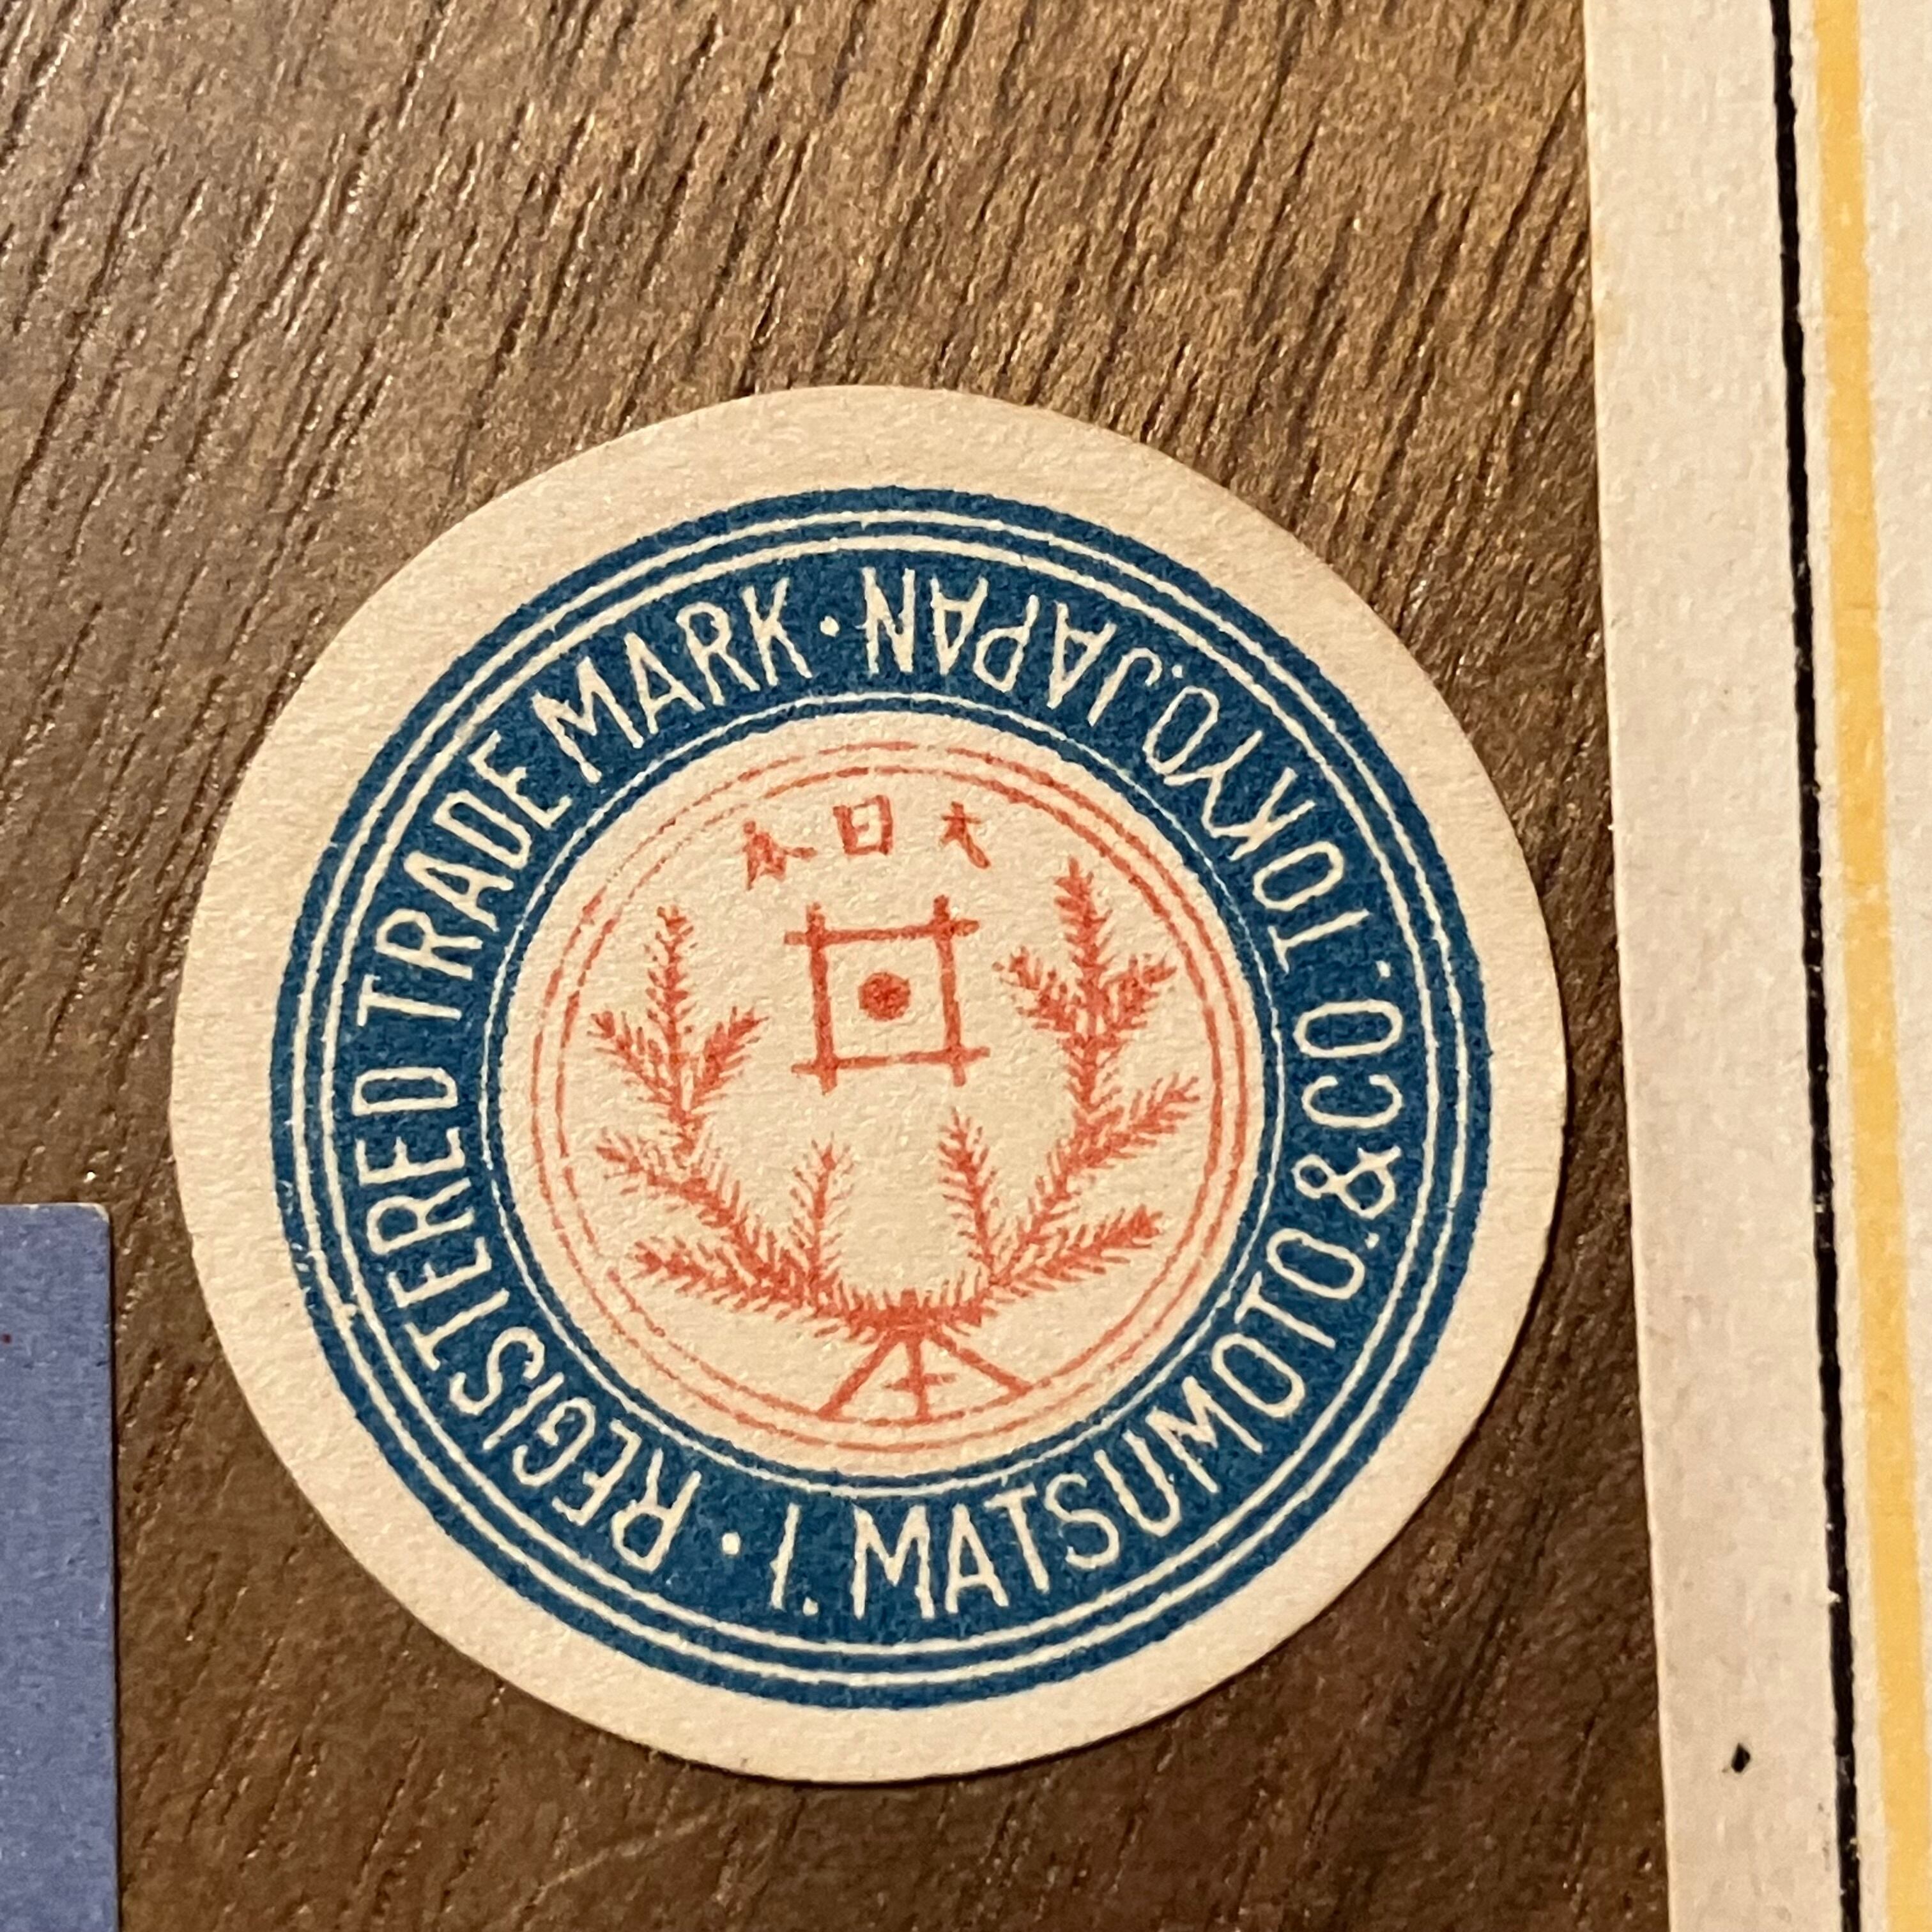 REGISTERED TRADE MARK
I. MATSUMOTO. & CO. TOKYO. JAPAN
本日大